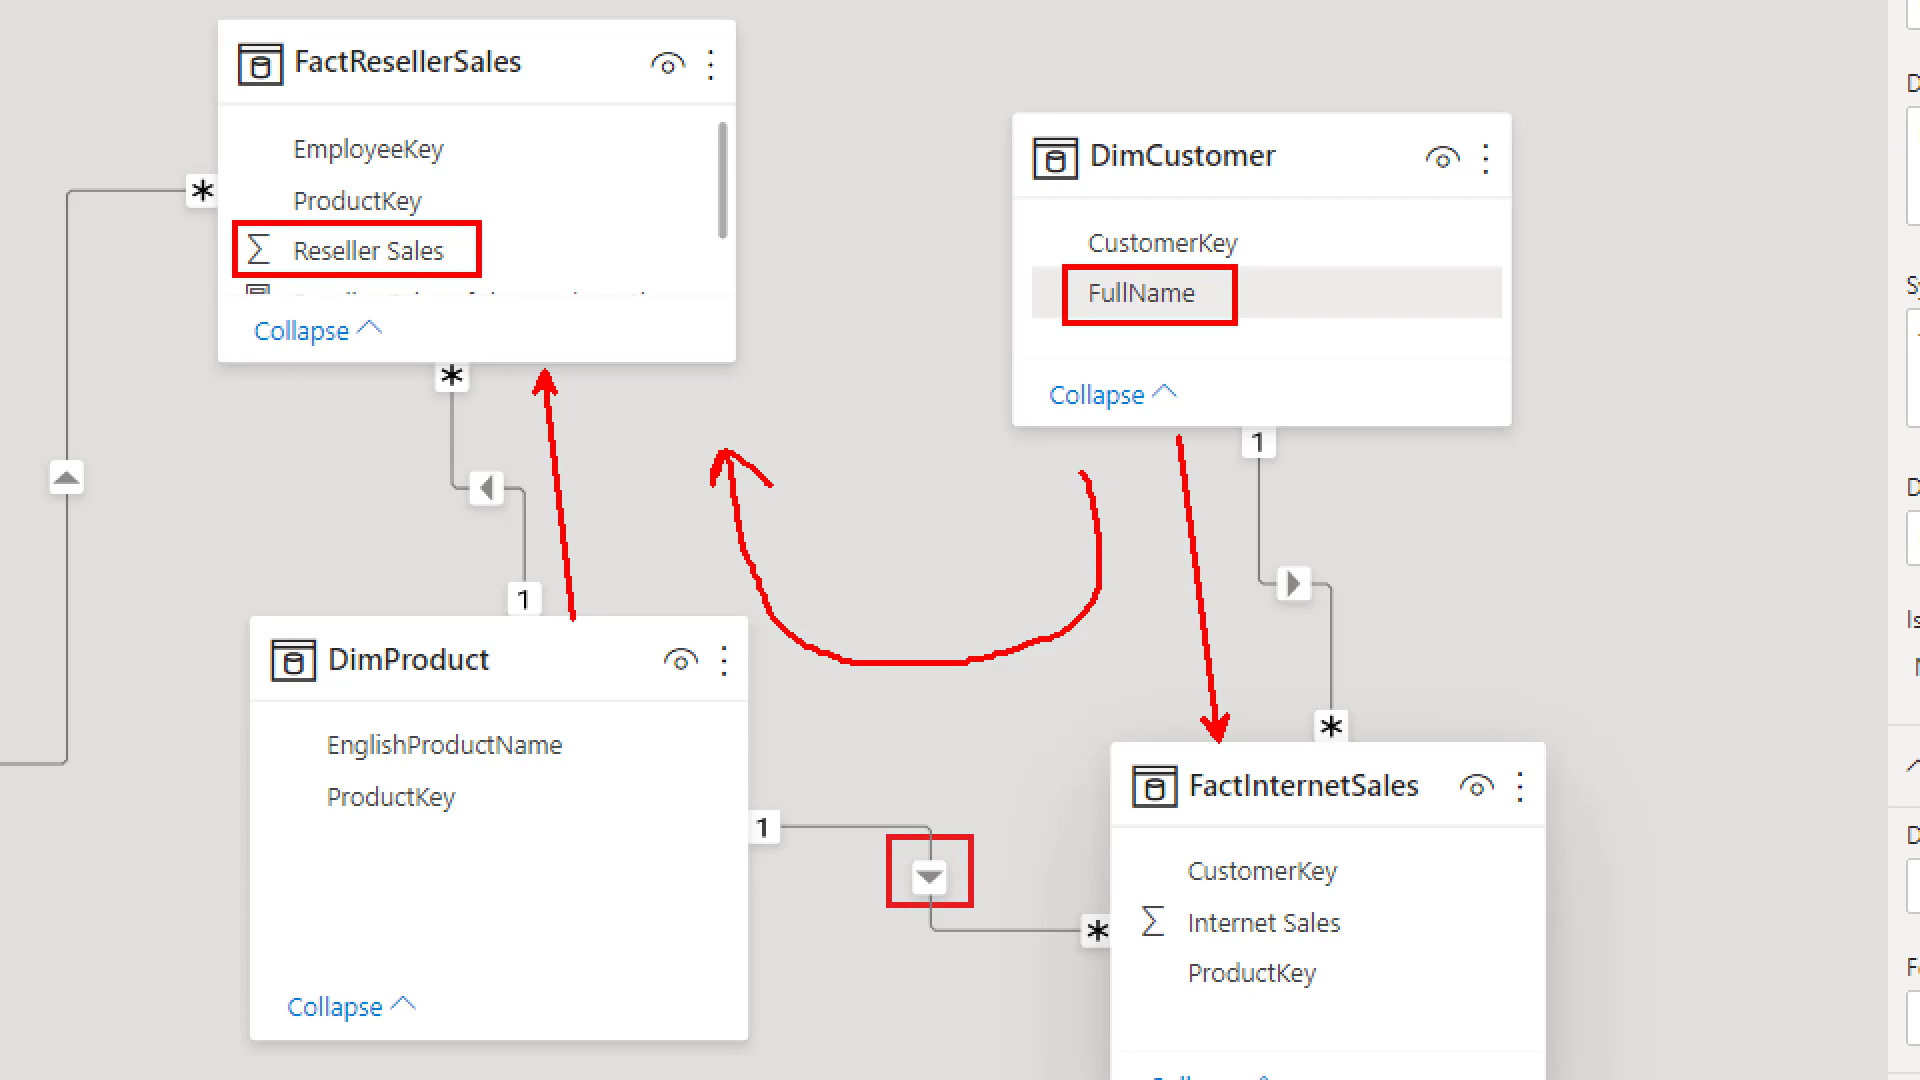 FactResellerSales
EmployeeKey
ProductKey
Reseller Sales
Collapse
*
*
1
DimCustomer
CustomerKey
FullName
Collapse
1
*
DimProduct
EnglishProductName
ProductKey
Collapse
1
*
FactInternetSales
CustomerKey
Internet Sales
ProductKey